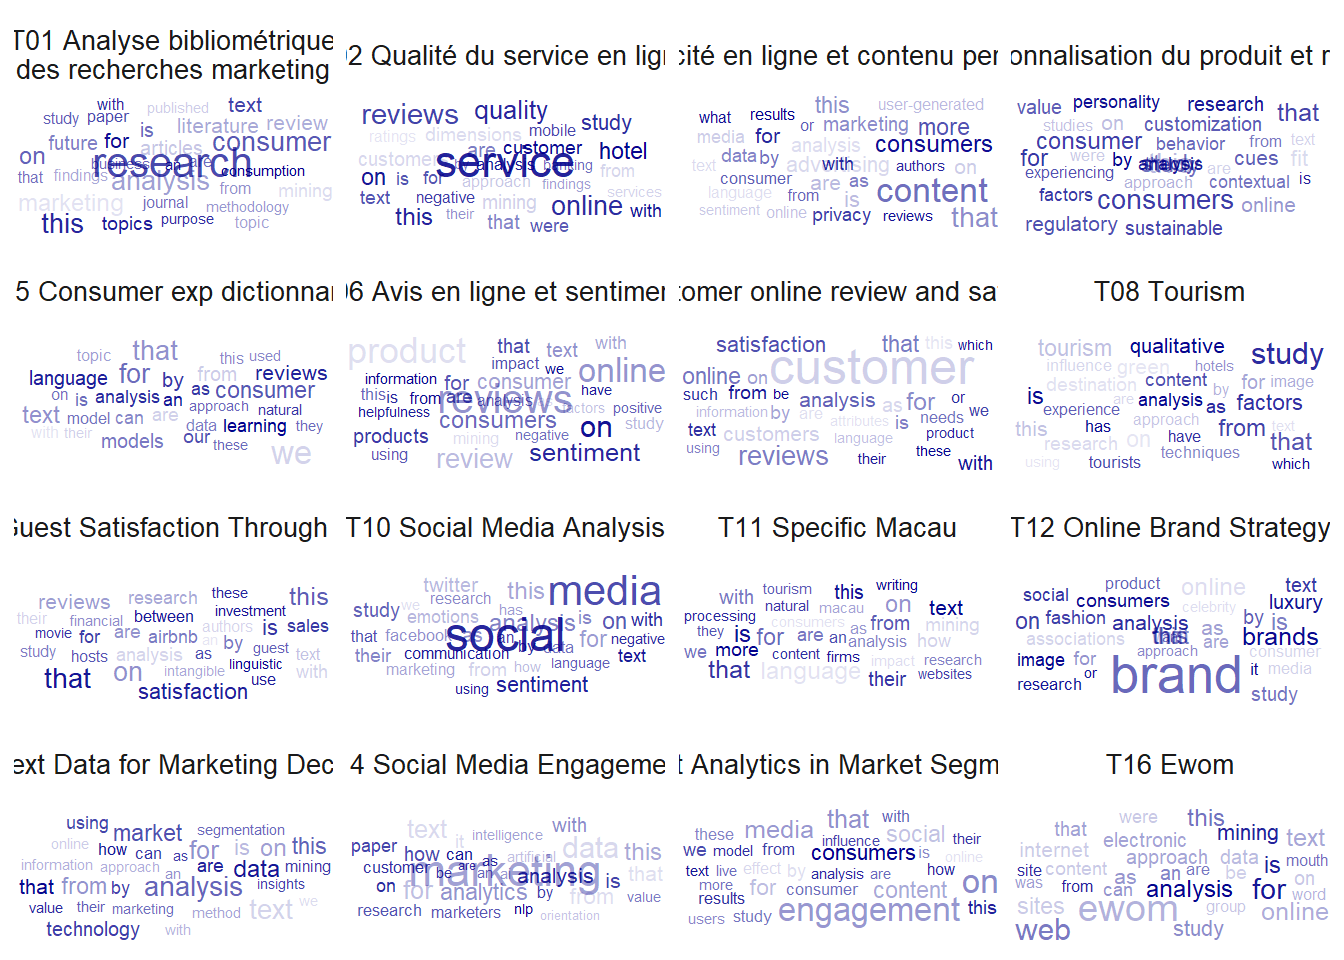 T01 Analyse bibliométrique
des recherches marketing
with published text
study paper
is literature review
future for articles consumer
on research
business an are
that findings analysis consumption
from mining
marketing journal methodology
this topics purpose topic
02 Qualité du service en lign
reviews quality
ratings dimensions mobile study
are customer
customers service hotel
by analysis from
on is for approach findings services
text negative mining online with
this their that were
cité en ligne et contenu per
what results this user-generated
media for or marketing more
analysis consumers
data by advertising
text with authors on
consumer are as content
language from is
sentiment online privacy reviews that
onnalisation du produit et r
value personality research that
studies on customization
consumer behavior from text
for were by analysis cues fit
experiencing are
approach contextual is
factors consumers online
regulatory sustainable
5 Consumer exp dictionnai
topic that this used
language for by from reviews
on is analysis an as consumer
text model can are approach natural
data learning they
with their models our these
we
06 Avis en ligne et sentimen
product that text with
impact we online
information for consumer
this is from are analysis as have
reviews
helpfulness consumers factors positive
on study
products mining negative
using review sentiment
tomer online review and sa
satisfaction that this which
online on customer
such from be analysis as for or
information by are attributes is needs we
text customers language product
using reviews their these with
T08 Tourism
tourism qualitative study
influence green hotels
destination content by for image
is are analysis as factors
experience approach
this has from text
research on have that
techniques
using tourists which
Guest Satisfaction Through
reviews research these this
their financial between investment
movie for are airbnb authors is sales
an by guest
study hosts analysis as text
linguistic
that on intangible use with
satisfaction
T10 Social Media Analysis
twitter this media
study we research has
emotions analysis is on with
that facebook social as an for negative
their communication by data text
marketing from how language
using sentiment
T11 Specific Macau
with tourism this writing
natural macau on text
processing consumers as from mining
they is for are an analysis how
we more content firms impact research
that language their websites
T12 Online Brand Strategy
product online text
social consumers celebrity luxury
on fashion analysis as by is
associations are brands
approach consumer
image for brand it media
or
research study
ext Data for Marketing Dec
using market segmentation
online how can for is on this
as
information approach an are data mining
that from by analysis insights
value their marketing method text we
technology with
4 Social Media Engagemer
text intelligence with
paper it
how can as artificial data this
customer be an analysis is that
marketing
on for analytics by from value
research marketers nlp orientation
t Analytics in Market Segm
these media that with social their
influence
we model from consumers is online
text live effect by analysis are how
more for consumer content on
results
users study engagement this
T16 Ewom
were this
that electronic mining text
internet approach data is mouth
site content as an are be
was from can analysis for on
word
sites ewom group online
web study